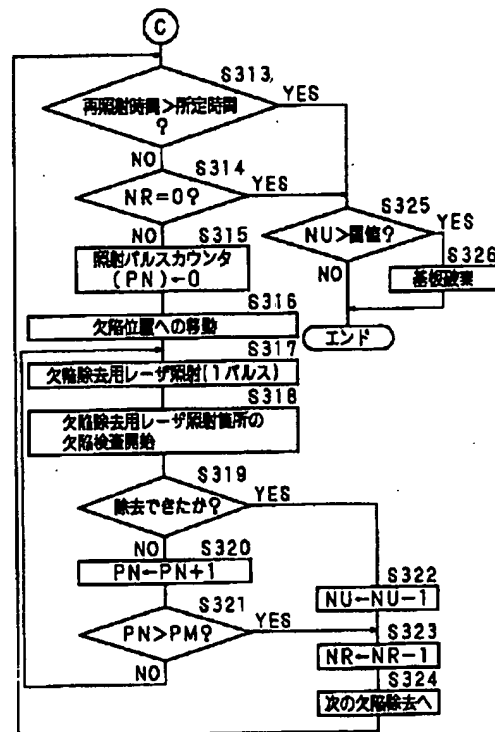 C
S313
再照射時間>所定時間
?
YES
NO
S314
NR=0?
YES
NO
S315
照射パルスカウンタ
(PN)←0
S325
NU>閾値?
YES
NO
S326
基板破棄
エンド
S316
欠陥位置への移動
S317
欠陥除去用レーザ照射(1パルス)
S318
欠陥除去用レーザ照射箇所の
欠陥検査開始
S319
除去できたか?
YES
NO
S320
PN←PN+1
S321
PN>PM?
YES
NO
S322
NU←NU-1
S323
NR←NR-1
S324
次の欠陥除去へ